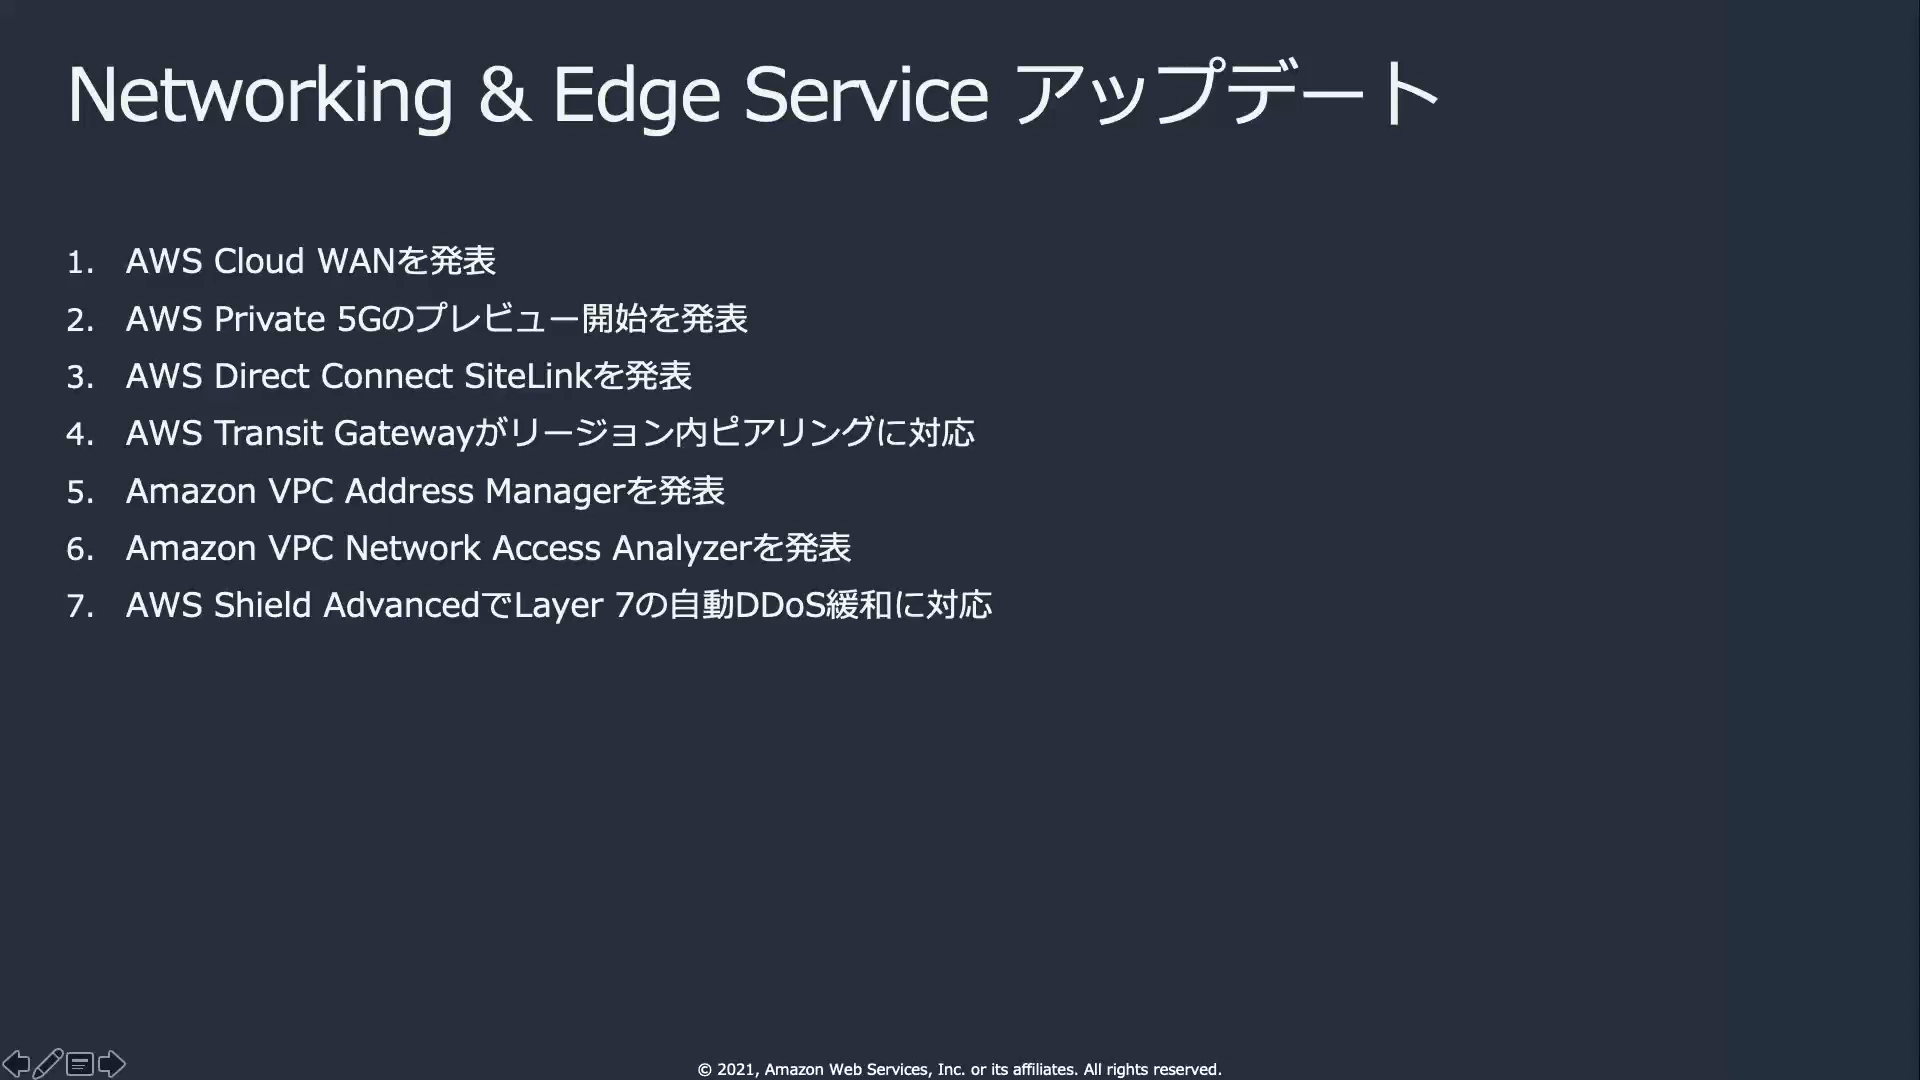 Networking & Edge Service アップデート
1. AWS Cloud WANを発表
2. AWS Private 5Gのプレビュー開始を発表
3. AWS Direct Connect SiteLinkを発表
4. AWS Transit Gatewayがリージョン内ピアリングに対応
5. Amazon VPC Address Managerを発表
6. Amazon VPC Network Access Analyzerを発表
7. AWS Shield AdvancedでLayer 7の自動DDoS緩和に対応
© 2021, Amazon Web Services, Inc. or its affiliates. All rights reserved.